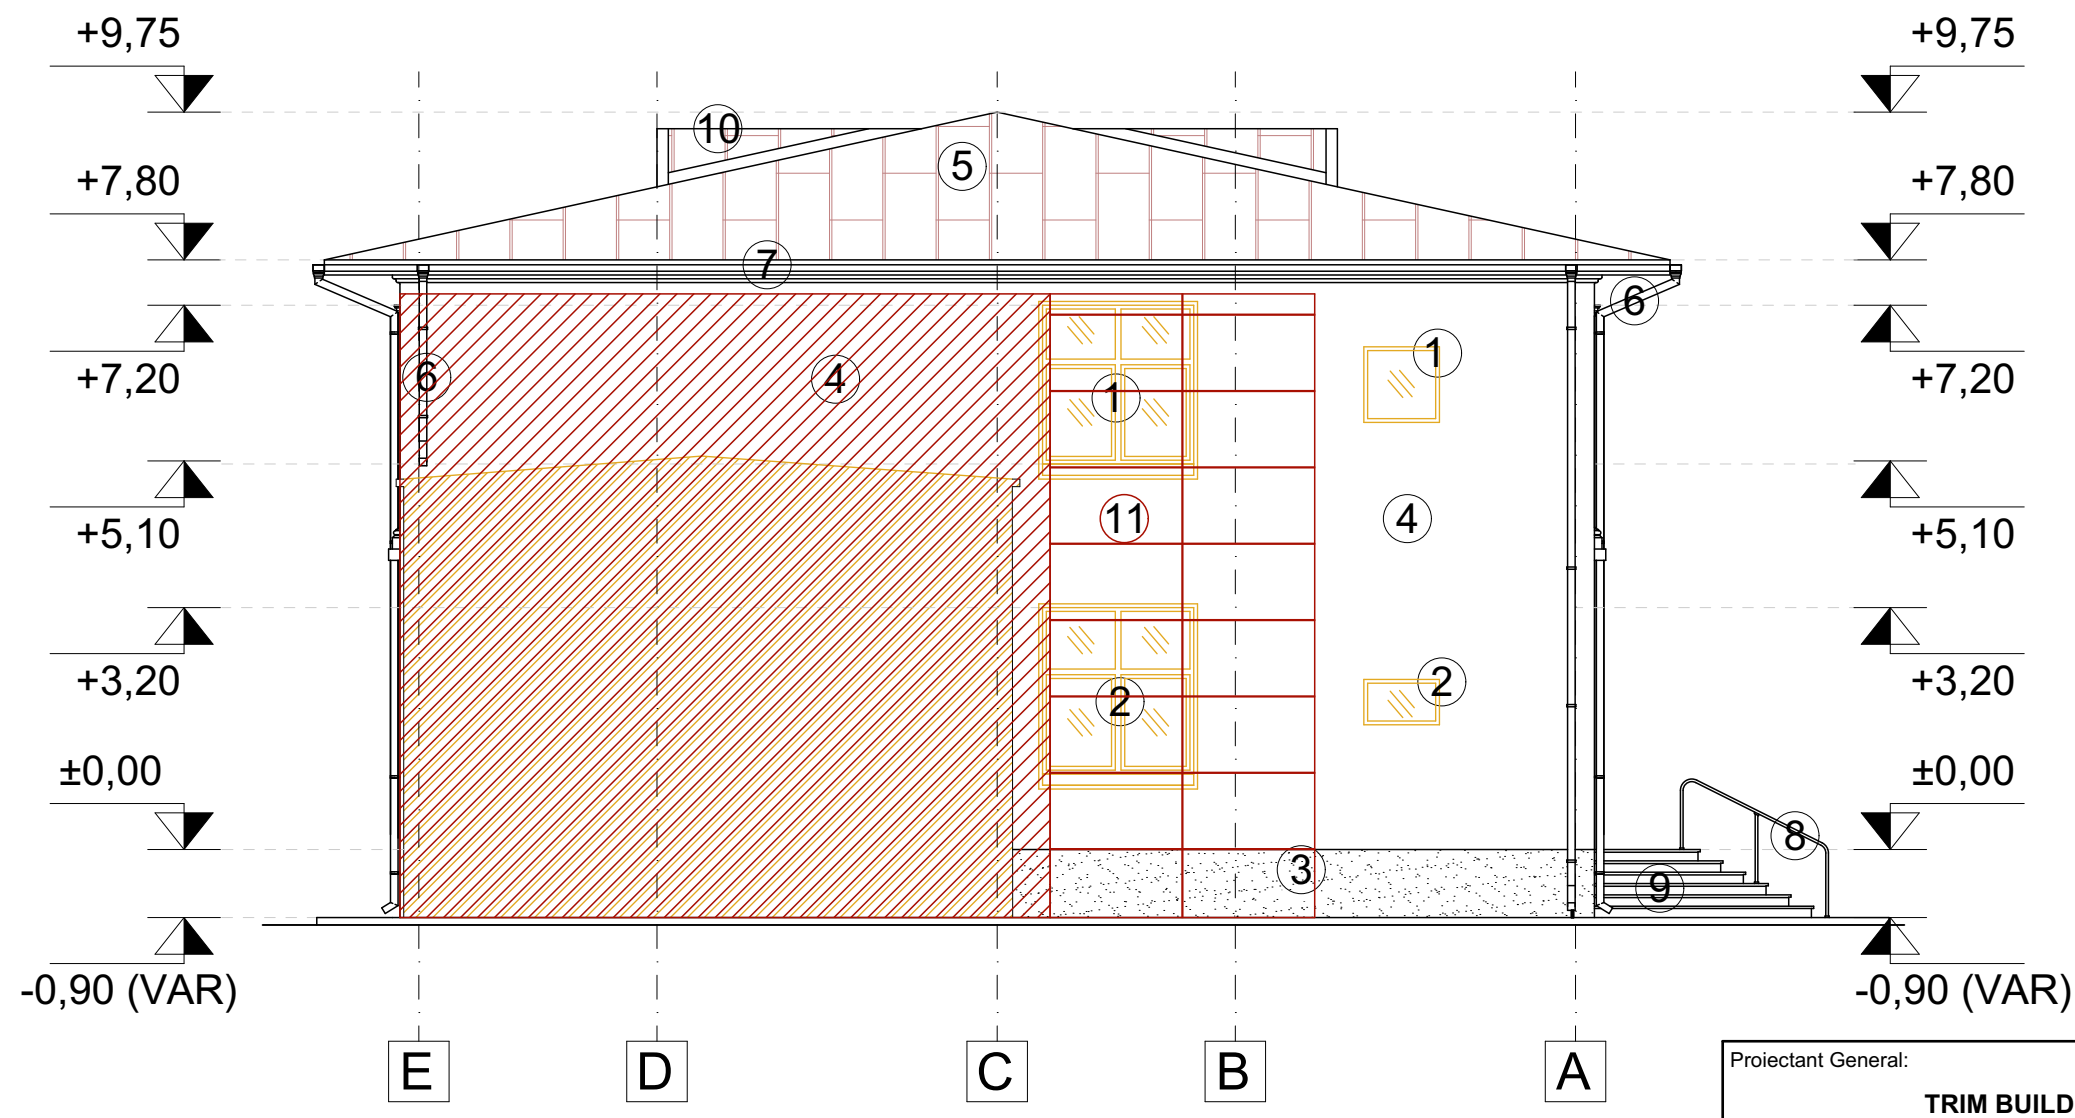 +9,75 +9,75
10
5
+7,80 +7,80
7
6
1
+7,20 6 4 1 +7,20
11 4
+5,10 +5,10
+3,20 2 2 +3,20
±0,00 ±0,00
8
3
9
-0,90 (VAR) -0,90 (VAR)
E D C B A
Proiectant General:
TRIM BUILD